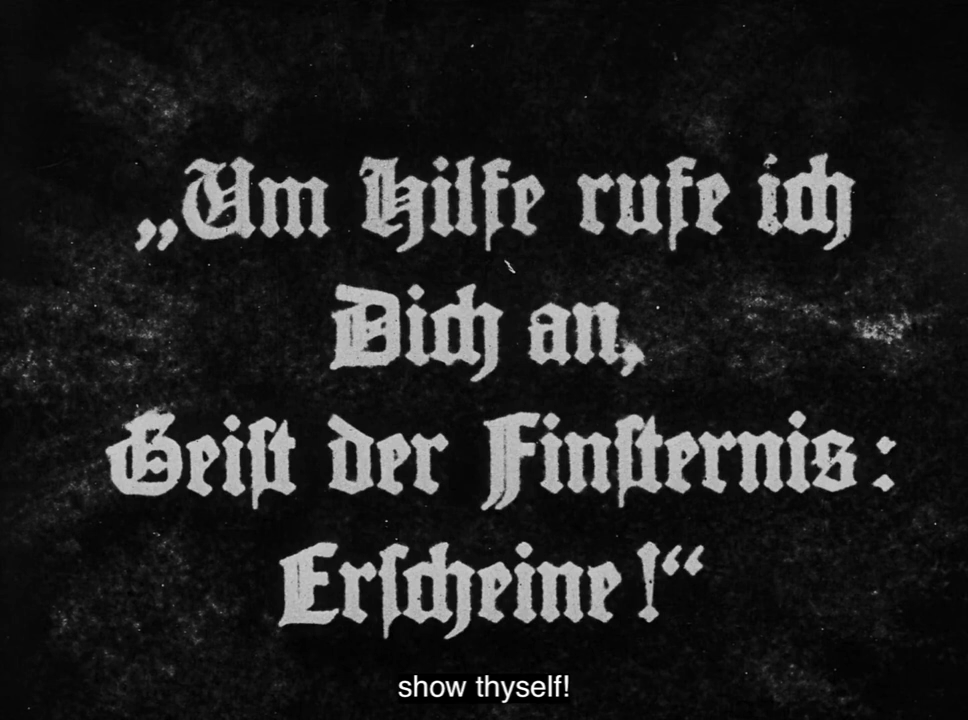 „Um Hilfe rufe ich
Dich an,
Geiſt der Finſternis:
Erſcheine!“
show thyself!